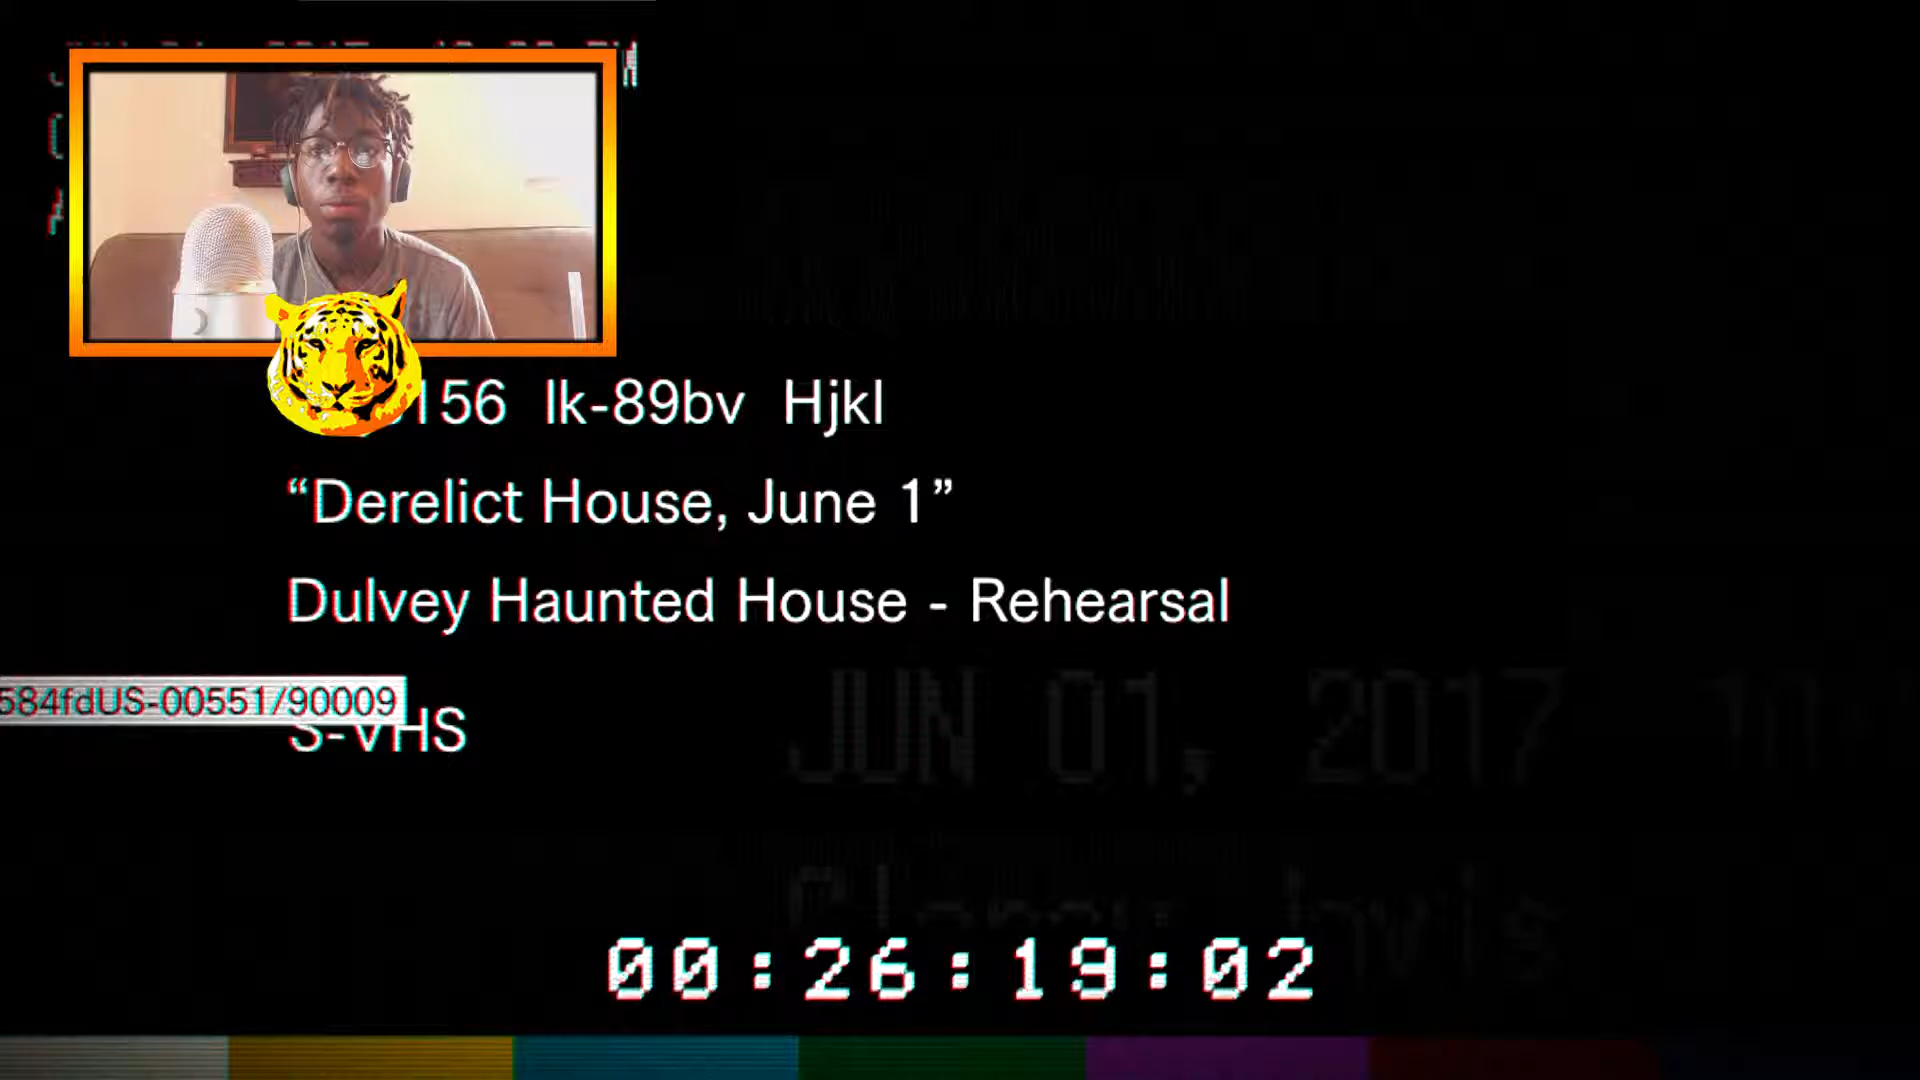 156 lk-89bv Hjkl
“Derelict House, June 1”
Dulvey Haunted House - Rehearsal
584fdUS-00551/90009
S-VHS
JUN 01, 2017
00:26:19:02